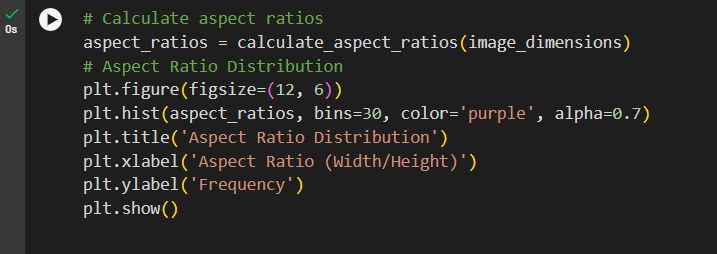 # Calculate aspect ratios
aspect_ratios = calculate_aspect_ratios(image_dimensions)
0s
# Aspect Ratio Distribution
plt.figure(figsize=(12, 6))
plt.hist(aspect_ratios, bins=30, color='purple', alpha=0.7)
plt.title('Aspect Ratio Distribution')
plt.xlabel('Aspect Ratio (Width/Height)')
plt.ylabel('Frequency')
plt.show()